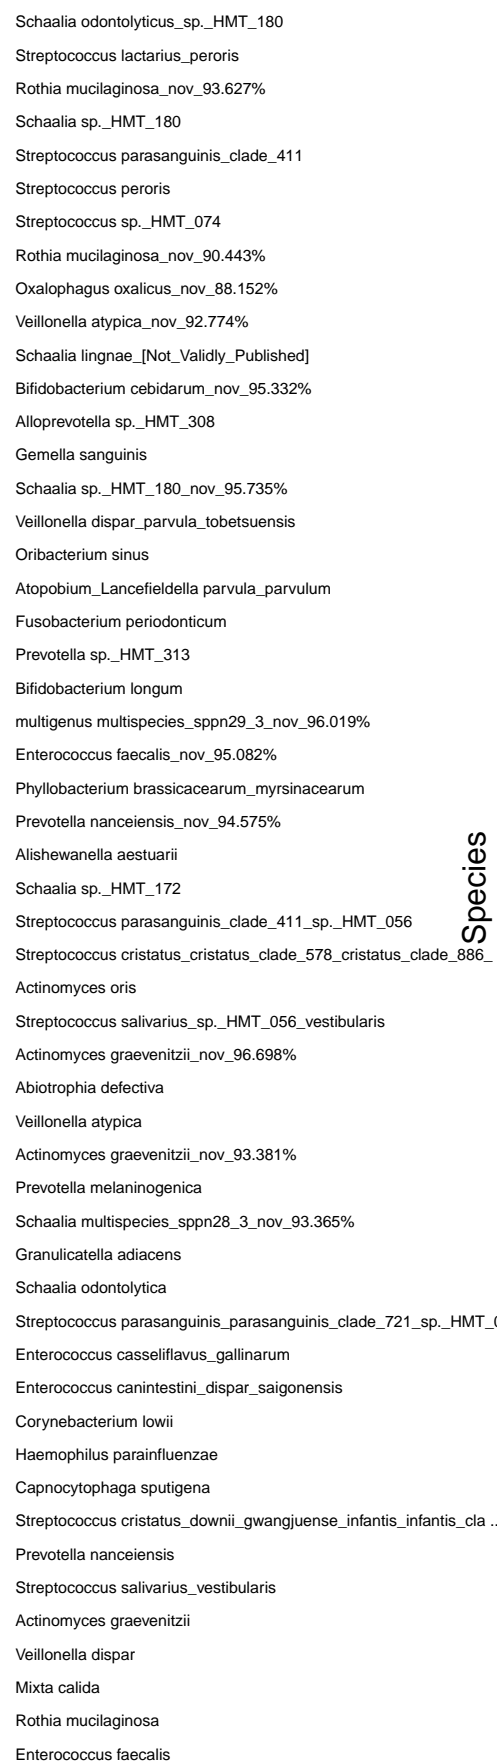 Schaalia odontolyticus_sp._HMT_180
Streptococcus lactarius_peroris
Rothia mucilaginosa_nov_93.627%
Schaalia sp._HMT_180
Streptococcus parasanguinis_clade_411
Streptococcus peroris
Streptococcus sp._HMT_074
Rothia mucilaginosa_nov_90.443%
Oxalophagus oxalicus_nov_88.152%
Veillonella atypica_nov_92.774%
Schaalia lingnae_[Not_Validly_Published]
Bifidobacterium cebidarum_nov_95.332%
Alloprevotella sp._HMT_308
Gemella sanguinis
Schaalia sp._HMT_180_nov_95.735%
Veillonella dispar_parvula_tobetsuensis
Oribacterium sinus
Atopobium_Lancefieldella parvula_parvulum
Fusobacterium periodonticum
Prevotella sp._HMT_313
Bifidobacterium longum
multigenus multispecies_sppn29_3_nov_96.019%
Enterococcus faecalis_nov_95.082%
Phyllobacterium brassicacearum_myrsinacearum
Prevotella nanceiensis_nov_94.575%
Alishewanella aestuarii
Schaalia sp._HMT_172
Streptococcus parasanguinis_clade_411_sp._HMT_056
Streptococcus cristatus_cristatus_clade_578_cristatus_clade_886_
Actinomyces oris
Streptococcus salivarius_sp._HMT_056_vestibularis
Actinomyces graevenitzii_nov_96.698%
Abiotrophia defectiva
Veillonella atypica
Actinomyces graevenitzii_nov_93.381%
Prevotella melaninogenica
Schaalia multispecies_sppn28_3_nov_93.365%
Granulicatella adiacens
Schaalia odontolytica
Streptococcus parasanguinis_parasanguinis_clade_721_sp._HMT_0
Enterococcus casseliflavus_gallinarum
Enterococcus canintestini_dispar_saigonensis
Corynebacterium lowii
Haemophilus parainfluenzae
Capnocytophaga sputigena
Streptococcus cristatus_downii_gwangjuense_infantis_infantis_cla ..
Prevotella nanceiensis
Streptococcus salivarius_vestibularis
Actinomyces graevenitzii
Veillonella dispar
Mixta calida
Rothia mucilaginosa
Enterococcus faecalis
Species